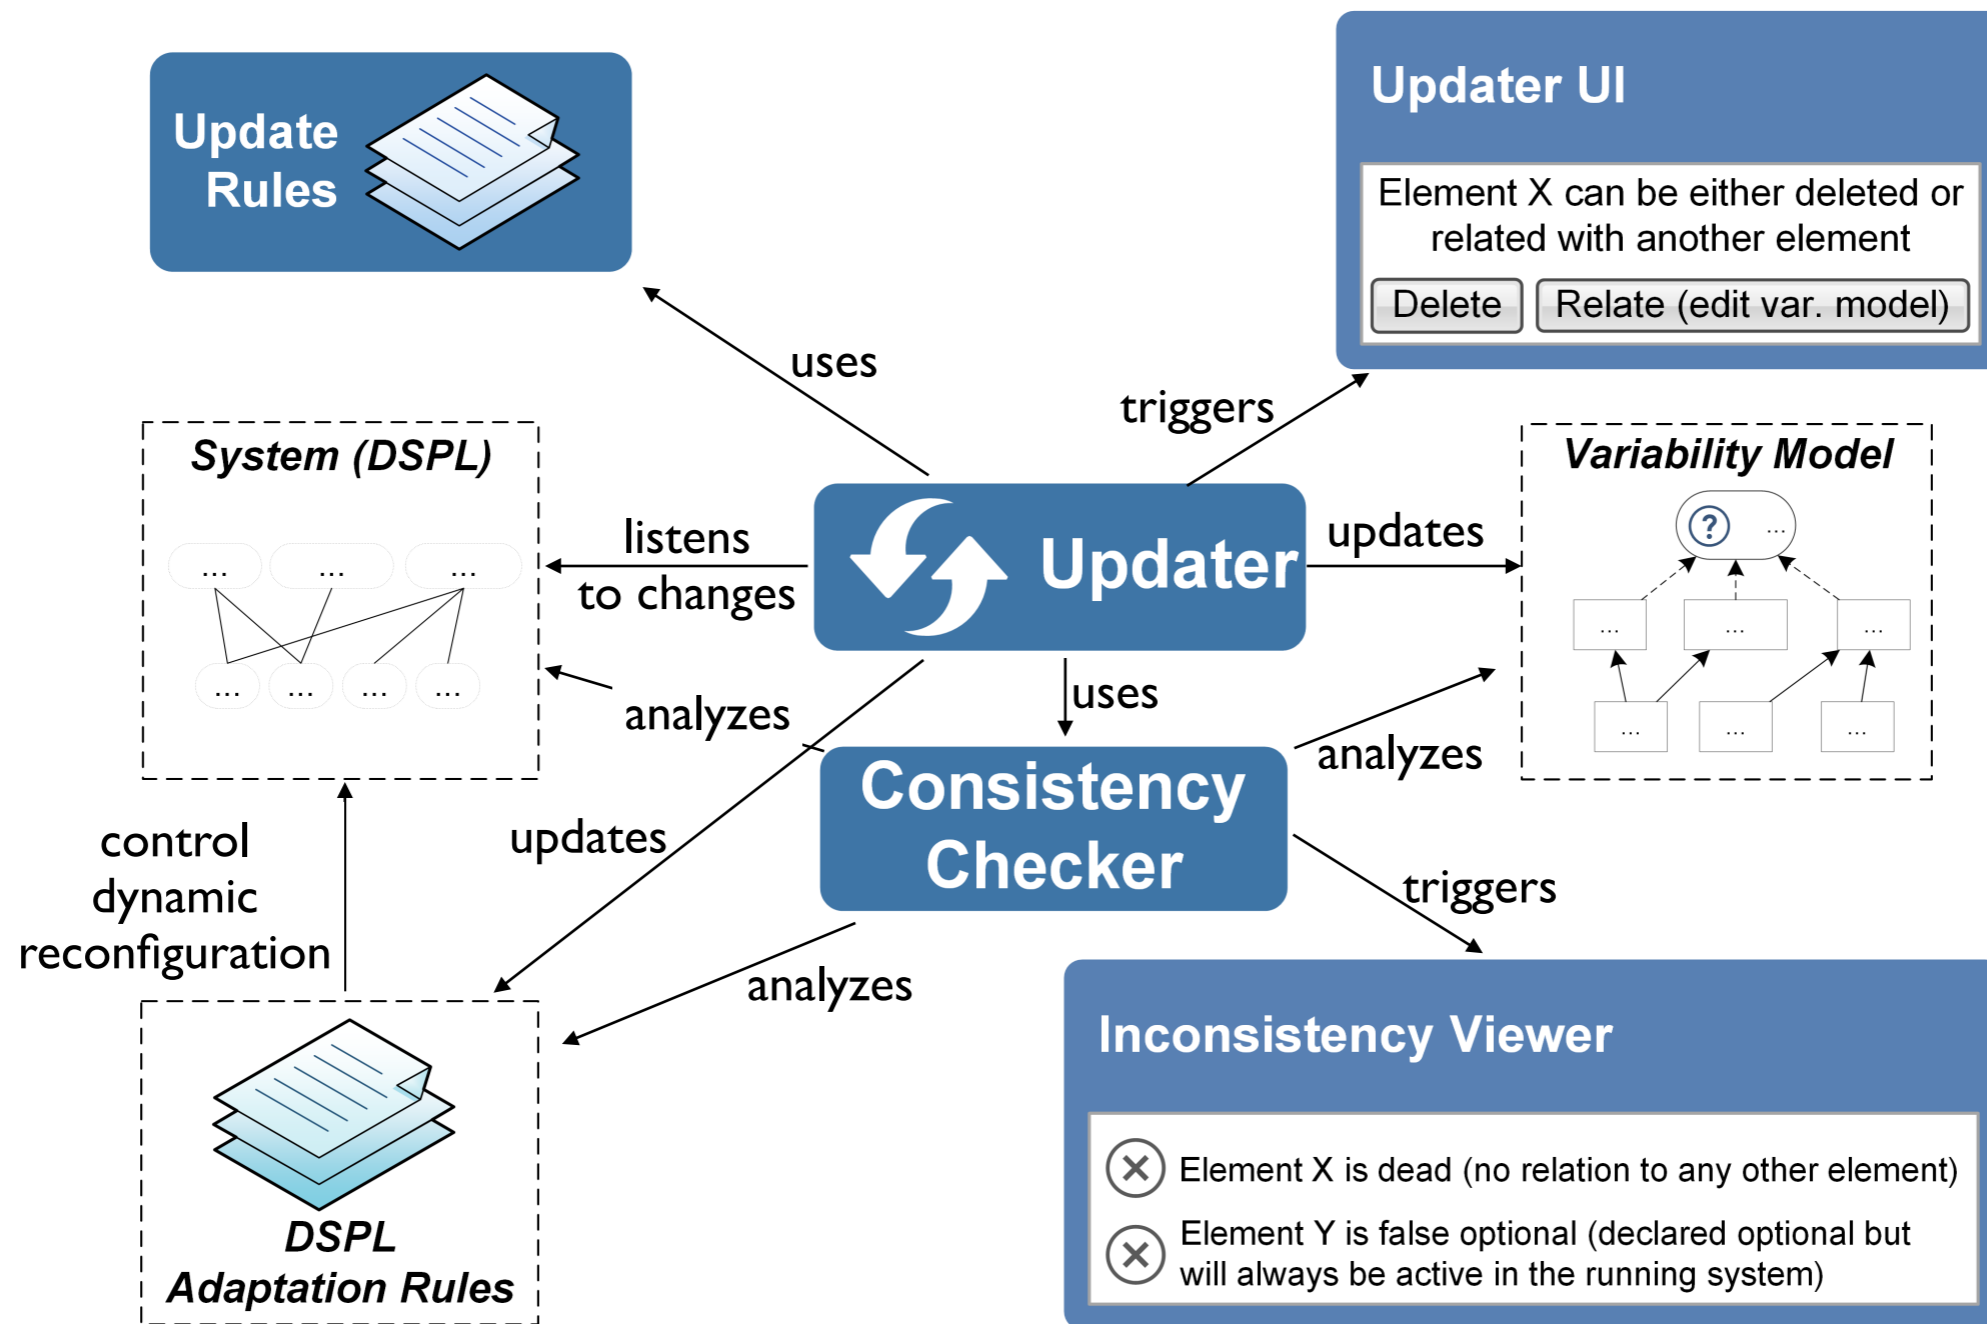 Update
Rules
Updater UI
Element X can be either deleted or
related with another element
Delete
Relate (edit var. model)
uses
triggers
System (DSPL)
...
...
...
...
...
...
...
listens
to changes
Updater
updates
Variability Model
?
...
...
...
...
...
...
...
analyzes
uses
analyzes
Consistency
Checker
control
dynamic
reconfiguration
updates
triggers
analyzes
DSPL
Adaptation Rules
Inconsistency Viewer
Element X is dead (no relation to any other element)
Element Y is false optional (declared optional but
will always be active in the running system)